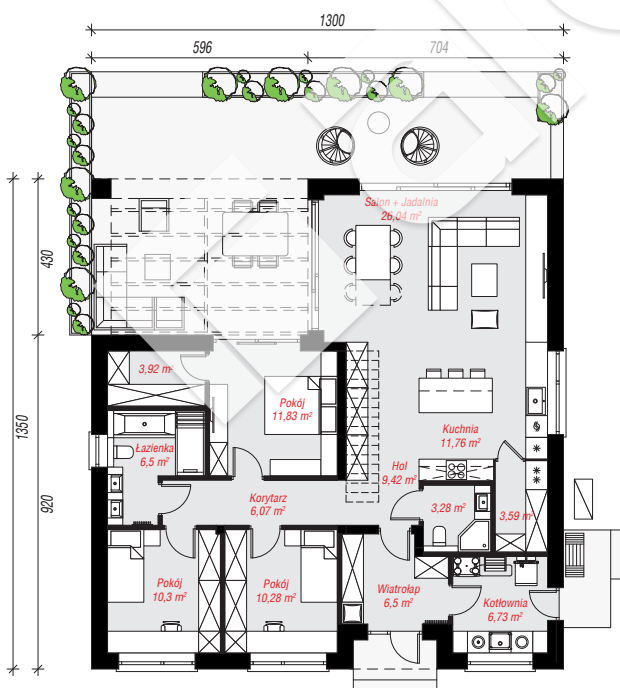 1300
596
704
Salon + Jadalnia
26,04 m²
430
1350
920
3,92 m²
Pokój
11,83 m²
Łazienka
6,5 m²
Kuchnia
11,76 m²
Hol
9,42 m²
Korytarz
6,07 m²
3,28 m²
3,59 m²
Pokój
10,3 m²
Pokój
10,28 m²
Wiatrołap
6,5 m²
Kotłownia
6,73 m²